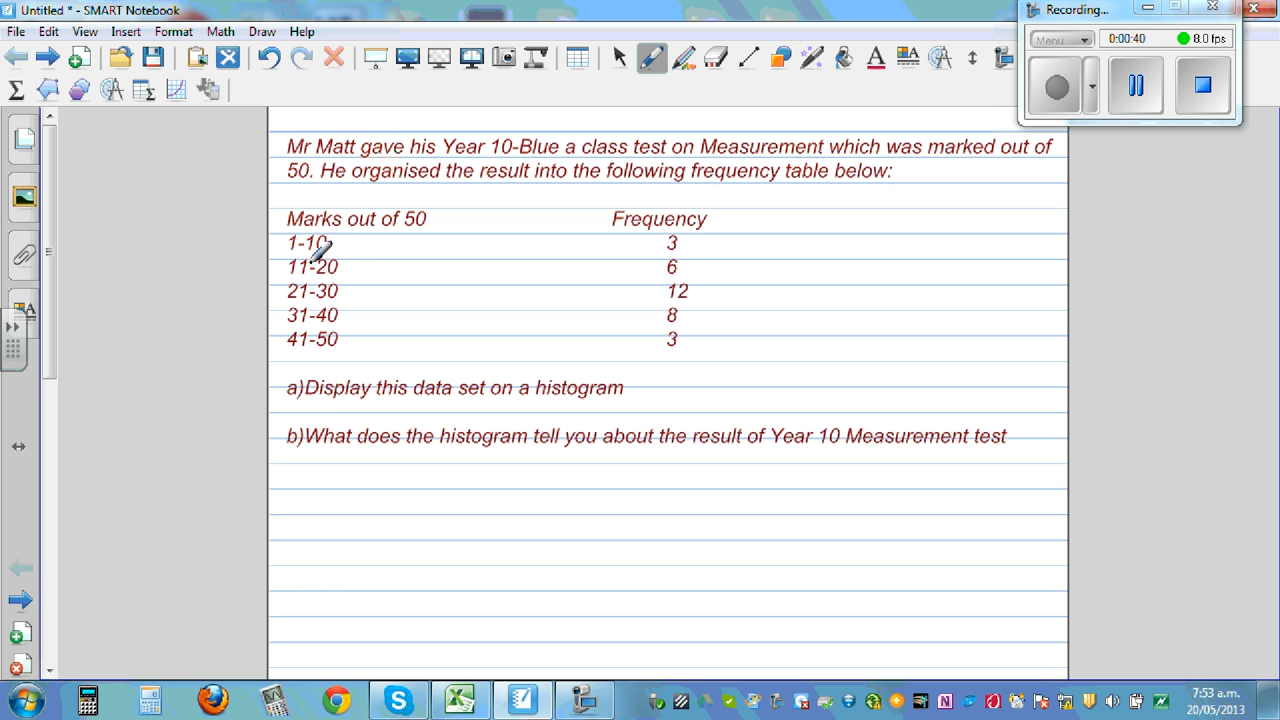 Untitled * - SMART Notebook
Recording...
File Edit View Insert Format Math Draw Help
Menu 0:00:40 8.0 fps
Mr Matt gave his Year 10-Blue a class test on Measurement which was marked out of
50. He organised the result into the following frequency table below:
Marks out of 50 Frequency
1-10 3
11-20 6
21-30 12
31-40 8
41-50 3
a)Display this data set on a histogram
b)What does the histogram tell you about the result of Year 10 Measurement test
7:53 a.m.
20/05/2013